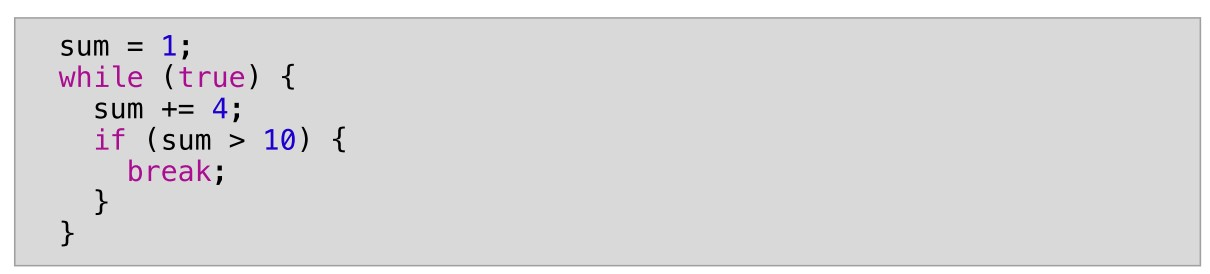 sum = 1;
while (true) {
  sum += 4;
  if (sum > 10) {
    break;
  }
}